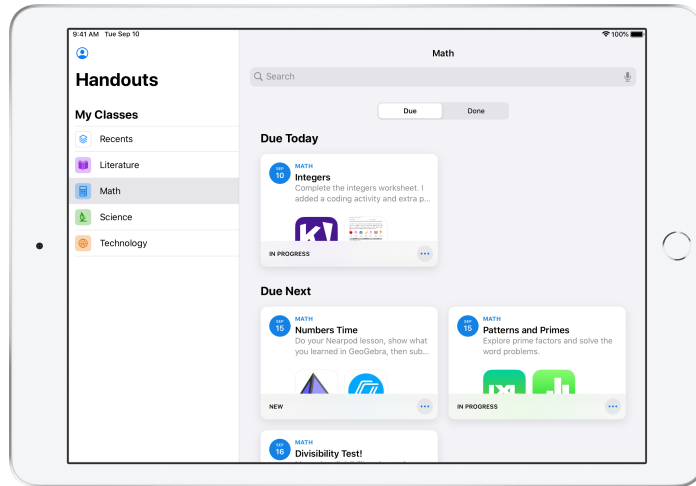 9:41 AM Tue Sep 10
100%
Handouts
My Classes
Recents
Literature
Math
Science
Technology
Math
Search
Due
Done
Due Today
SEP
10
MATH
Integers
Complete the integers worksheet. I
added a coding activity and extra p...
K!
IN PROGRESS
Due Next
SEP
15
MATH
Numbers Time
Do your Nearpod lesson, show what
you learned in GeoGebra, then sub...
NEW
SEP
15
MATH
Patterns and Primes
Explore prime factors and solve the
word problems.
IXL
IN PROGRESS
SEP
16
MATH
Divisibility Test!